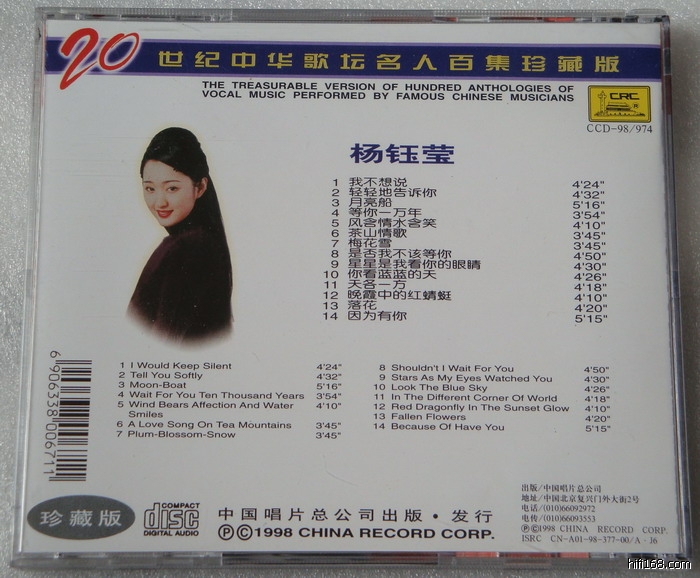 20 世纪中华歌坛名人百集珍藏版
THE TREASURABLE VERSION OF HUNDRED ANTHOLOGIES OF
VOCAL MUSIC PERFORMED BY FAMOUS CHINESE MUSICIANS
CRC
CCD-98/974
杨钰莹
1 我不想说 4'24"
2 轻轻地告诉你 4'32"
3 月亮船 5'16"
4 等你一万年 3'54"
5 风含情水含笑 4'10"
6 茶山情歌 3'45"
7 梅花雪 3'45"
8 是否我不该等你 4'50"
9 星星是我看你的眼睛 4'30"
10 你看蓝蓝的天 4'26"
11 天各一方 4'18"
12 晚霞中的红蜻蜓 4'10"
13 落花 4'20"
14 因为有你 5'15"
1 I Would Keep Silent 4'24"
2 Tell You Softly 4'32"
3 Moon-Boat 5'16"
4 Wait For You Ten Thousand Years 3'54"
5 Wind Bears Affection And Water 4'10"
Smiles
6 A Love Song On Tea Mountains 3'45"
7 Plum-Blossom-Snow 3'45"
8 Shouldn't I Wait For You 4'50"
9 Stars As My Eyes Watched You 4'30"
10 Look The Blue Sky 4'26"
11 In The Different Corner Of World 4'18"
12 Red Dragonfly In The Sunset Glow 4'10"
13 Fallen Flowers 4'20"
14 Because Of Have You 5'15"
6 906338 006711
珍藏版
COMPACT
disc
DIGITAL AUDIO
中国唱片总公司出版·发行
ⓅⒸ1998 CHINA RECORD CORP.
出版/中国唱片总公司
地址/中国北京复兴门外大街2号
电话/(010)66092972
电传/(010)66093553
ⓅⒸ1998 CHINA RECORD CORP.
ISRC CN-A01-98-377-00/A·J6
hifi168.com